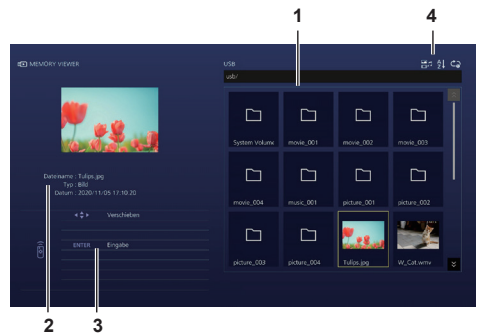 1
4
MEMORY VIEWER
USB
usb/
System Volume
movie_001
movie_002
movie_003
Dateiname : Tulips.jpg
Typ : Bild
Datum : 2020/11/05 17:10:20
movie_004
music_001
picture_001
picture_002
Verschieben
ENTER Eingabe
picture_003
picture_004
Tulips.jpg
W_Cat.wmv
2
3